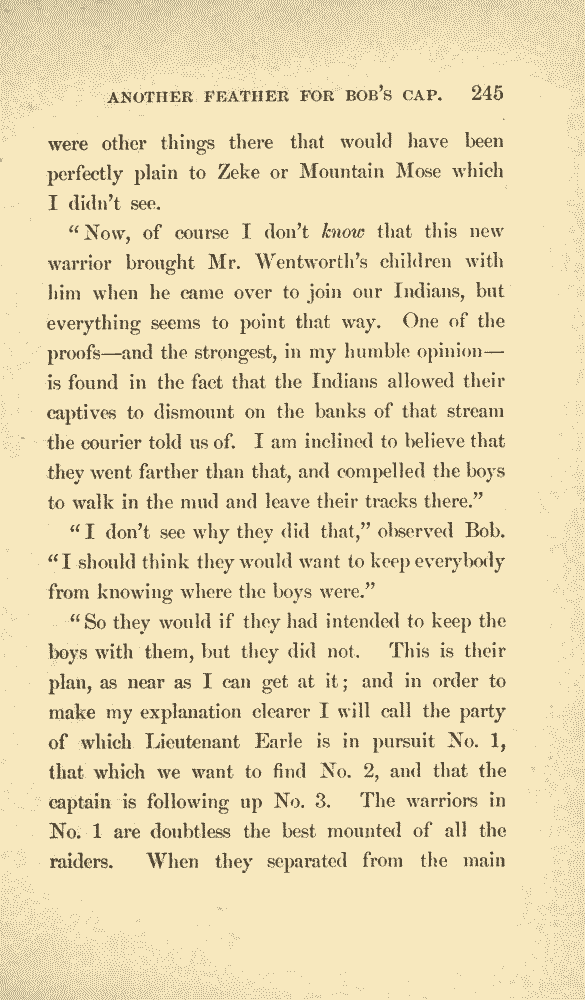 ANOTHER FEATHER FOR BOB'S CAP. 245
were other things there that would have been
perfectly plain to Zeke or Mountain Mose which
I didn't see.
"Now, of course I don't know that this new
warrior brought Mr. Wentworth's children with
him when he came over to join our Indians, but
everything seems to point that way. One of the
proofs—and the strongest, in my humble opinion—
is found in the fact that the Indians allowed their
captives to dismount on the banks of that stream
the courier told us of. I am inclined to believe that
they went farther than that, and compelled the boys
to walk in the mud and leave their tracks there."
"I don't see why they did that," observed Bob.
"I should think they would want to keep everybody
from knowing where the boys were."
"So they would if they had intended to keep the
boys with them, but they did not. This is their
plan, as near as I can get at it; and in order to
make my explanation clearer I will call the party
of which Lieutenant Earle is in pursuit No. 1,
that which we want to find No. 2, and that the
captain is following up No. 3. The warriors in
No. 1 are doubtless the best mounted of all the
raiders. When they separated from the main